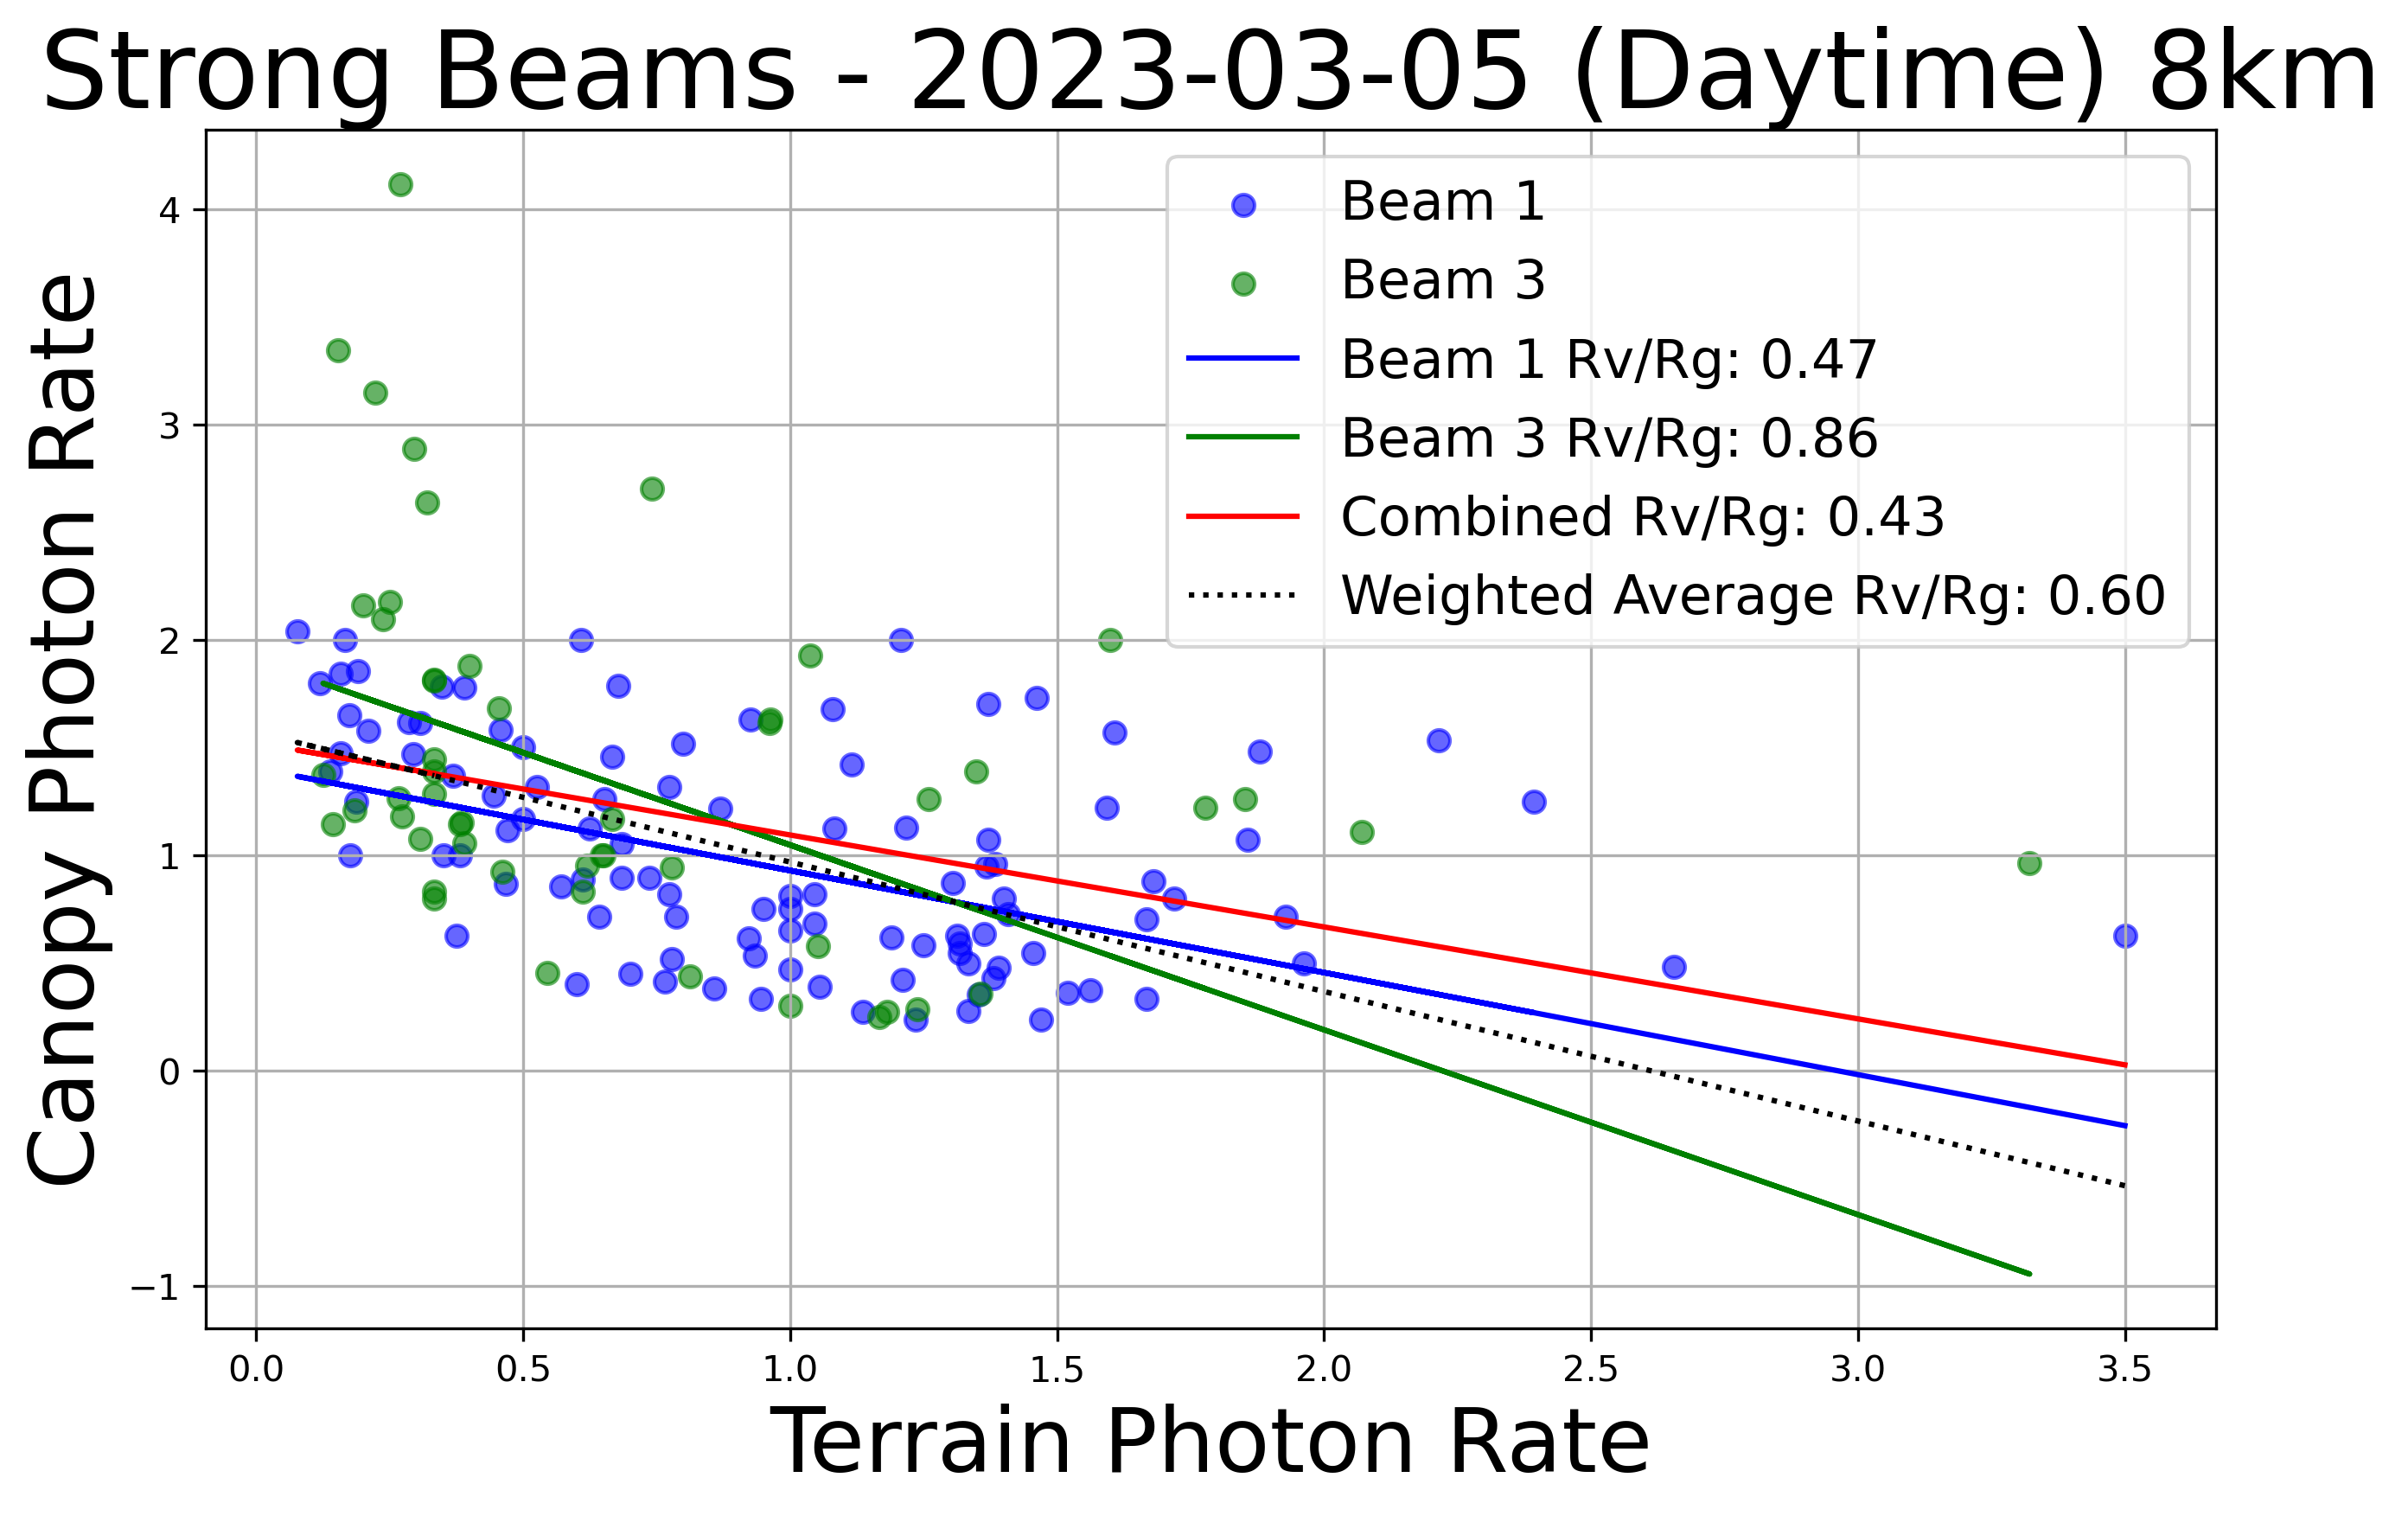 Strong Beams - 2023-03-05 (Daytime) 8km
Canopy Photon Rate
4
3
2
1
0
−1
Beam 1
Beam 3
Beam 1 Rv/Rg: 0.47
Beam 3 Rv/Rg: 0.86
Combined Rv/Rg: 0.43
Weighted Average Rv/Rg: 0.60
0.0 0.5 1.0 1.5 2.0 2.5 3.0 3.5
Terrain Photon Rate